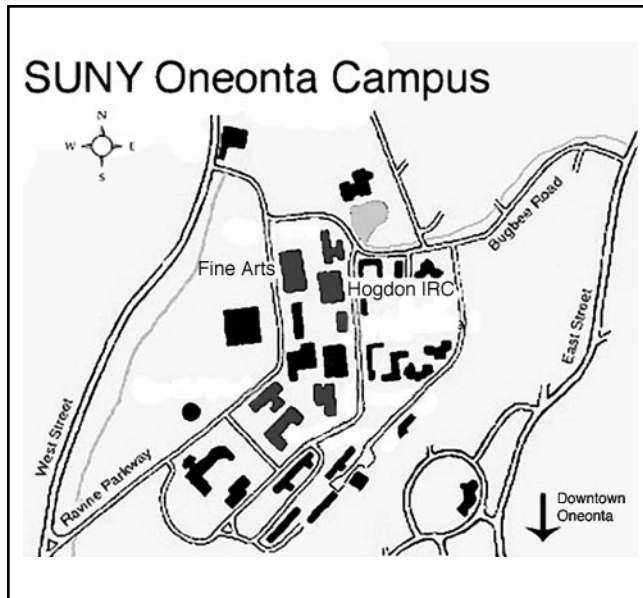 SUNY Oneonta Campus
N
W E
S
Bugbee Road
Fine Arts
Hogdon IRC
East Street
West Street
Ravine Parkway
Downtown
Oneonta